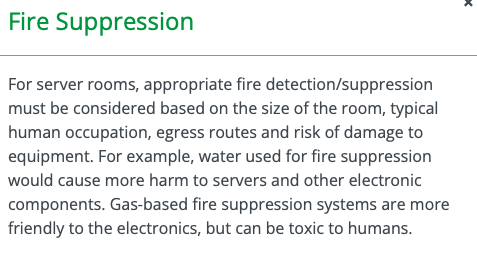 Fire Suppression
For server rooms, appropriate fire detection/suppression
must be considered based on the size of the room, typical
human occupation, egress routes and risk of damage to
equipment. For example, water used for fire suppression
would cause more harm to servers and other electronic
components. Gas-based fire suppression systems are more
friendly to the electronics, but can be toxic to humans.